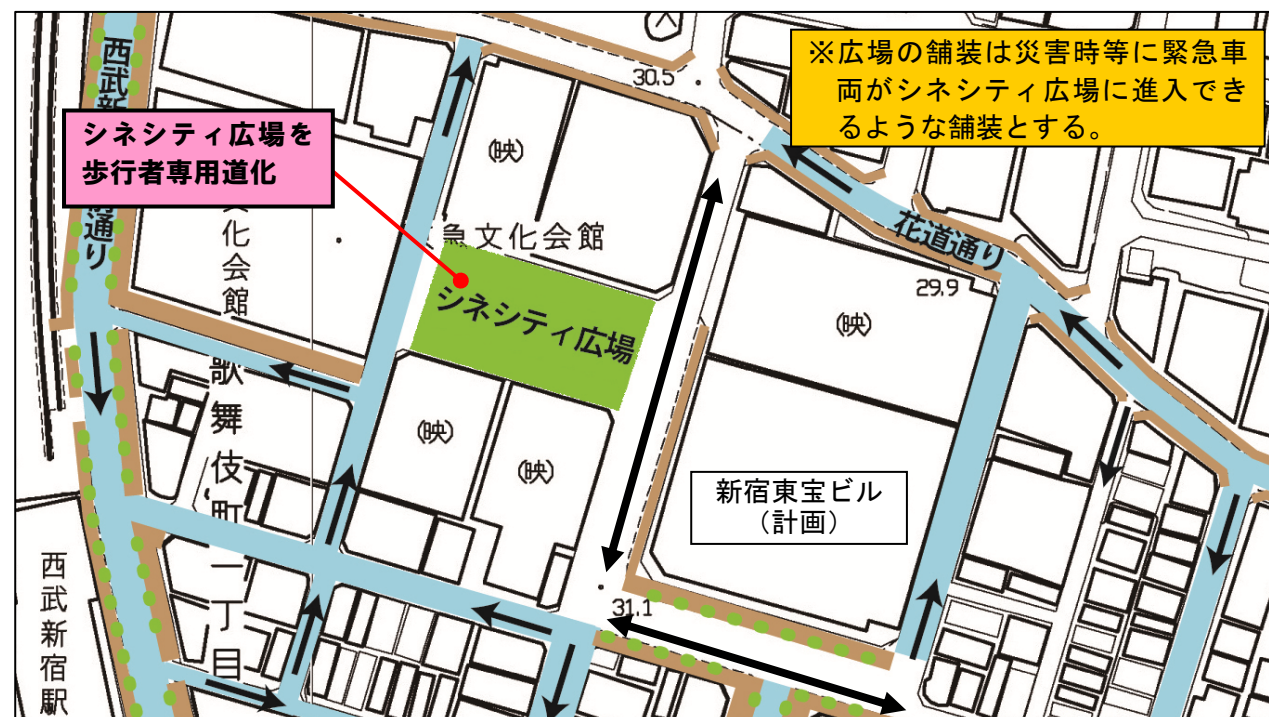 ※広場の舗装は災害時等に緊急車
両がシネシティ広場に進入でき
るような舗装とする。
シネシティ広場を
歩行者専用道化
西武新
前通り
30.5
(映)
文化会館
急文化会館
シネシティ広場
花道通り
29.9
(映)
(映)
(映)
新宿東宝ビル
(計画)
31.1
歌舞伎町一丁目
西武新宿駅